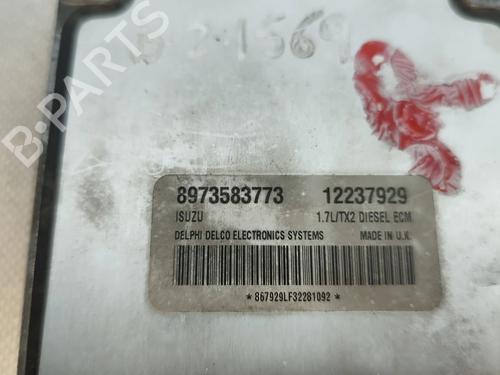 B-PARTS
8973583773 12237929
ISUZU 1.7L/TX2 DIESEL ECM
DELPHI DELCO ELECTRONICS SYSTEMS MADE IN U.K.
* 867929LF32281092 *